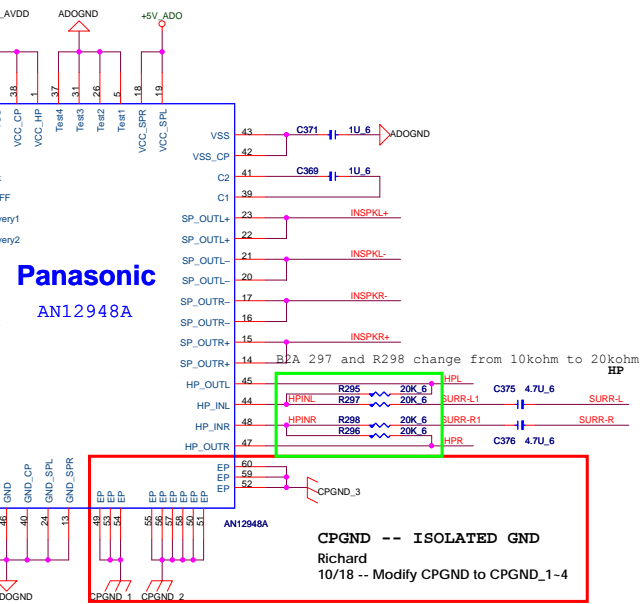 _AVDD ADOGND +5V_ADO
38 1 37 31 26 5 18 19
VCC_CP VCC_HP Test4 Test3 Test2 Test1 VCC_SPR VCC_SPL
VSS 43 C371 1U_6 ADOGND
VSS_CP 42
C2 41 C369 1U_6
FF C1 39
very1 SP_OUTL+ 23 INSPKL+
very2 SP_OUTL+ 22
SP_OUTL- 21 INSPKL-
Panasonic SP_OUTL- 20
SP_OUTR- 17 INSPKR-
AN12948A
SP_OUTR- 16
SP_OUTR+ 15 INSPKR+
SP_OUTR+ 14 B2A 297 and R298 change from 10kohm to 20kohm
HP
HP_OUTL 45 HPL
R295 20K_6 C375 4.7U_6
HP_INL 44 HPINL R297 20K_6 SURR-L1 SURR-L
HP_INR 48 HPINR R298 20K_6 SURR-R1 SURR-R
R296 20K_6
HP_OUTR 47 HPR C376 4.7U_6
EP 60
EP 59
EP 52 CPGND_3
GND GND_CP GND_SPL GND_SPR EP EP EP EP EP EP EP EP EP
46 40 24 13 49 53 54 55 56 57 58 50 51
AN12948A
CPGND -- ISOLATED GND
Richard
10/18 -- Modify CPGND to CPGND_1~4
DOGND CPGND_1 CPGND_2